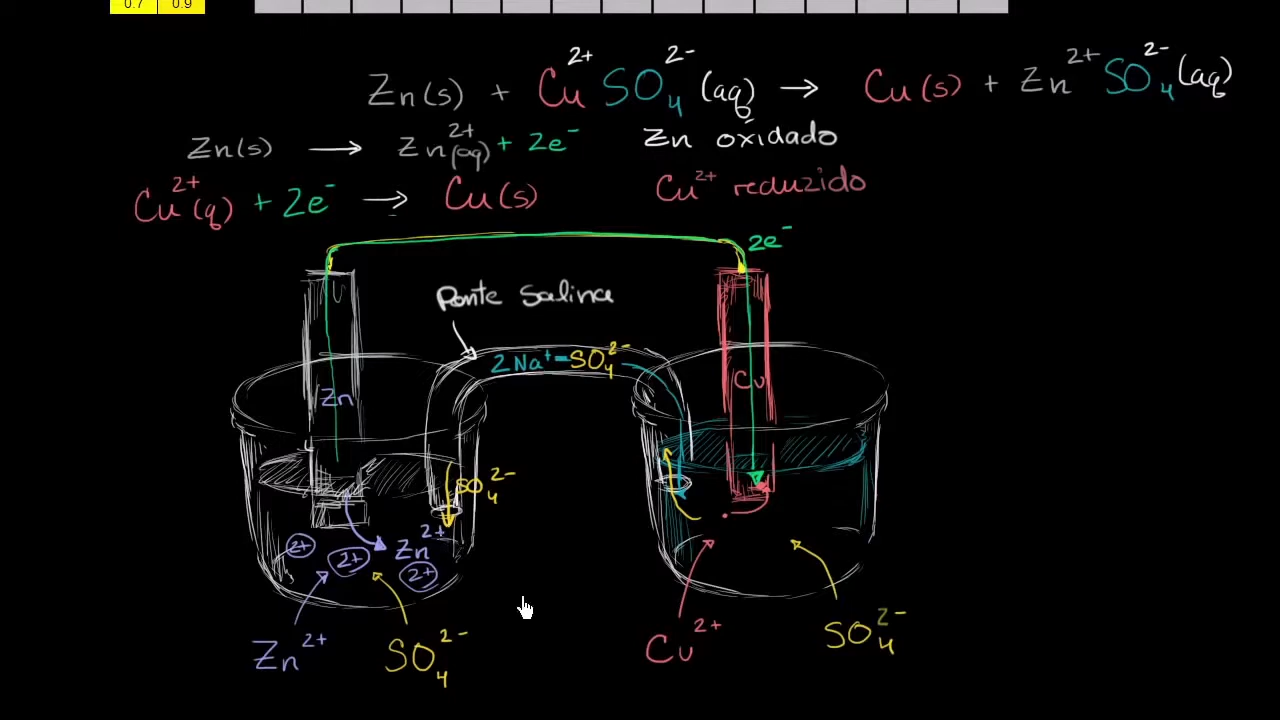 0.7 0.9
Zn(s) + Cu²⁺SO₄²⁻(aq) → Cu(s) + Zn²⁺SO₄²⁻(aq)
Zn(s) → Zn²⁺(aq) + 2e⁻ Zn oxidado
Cu²⁺(q) + 2e⁻ → Cu(s) Cu²⁺ reduzido
2e⁻
Ponte Salina
2Na⁺ SO₄²⁻
Zn
Cu
SO₄²⁻
Zn²⁺
2+ 2+ 2+
Zn²⁺ SO₄²⁻ Cu²⁺ SO₄²⁻